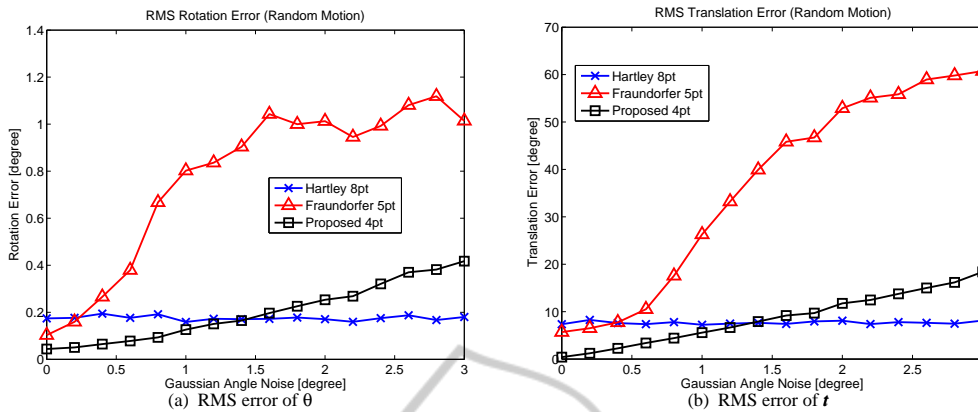 RMS Rotation Error (Random Motion)
1.4
1.2
1
0.8
0.6
0.4
0.2
0
Rotation Error [degree]
Hartley 8pt
Fraundorfer 5pt
Proposed 4pt
0 0.5 1 1.5 2 2.5 3
Gaussian Angle Noise [degree]
(a) RMS error of θ
RMS Translation Error (Random Motion)
70
60
50
40
30
20
10
0
Translation Error [degree]
Hartley 8pt
Fraundorfer 5pt
Proposed 4pt
0 0.5 1 1.5 2 2.5
Gaussian Angle Noise [degree]
(b) RMS error of t